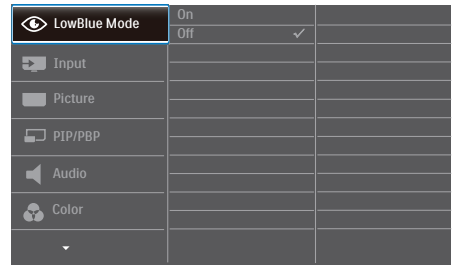 LowBlue Mode
On
Off
Input
Picture
PIP/PBP
Audio
Color